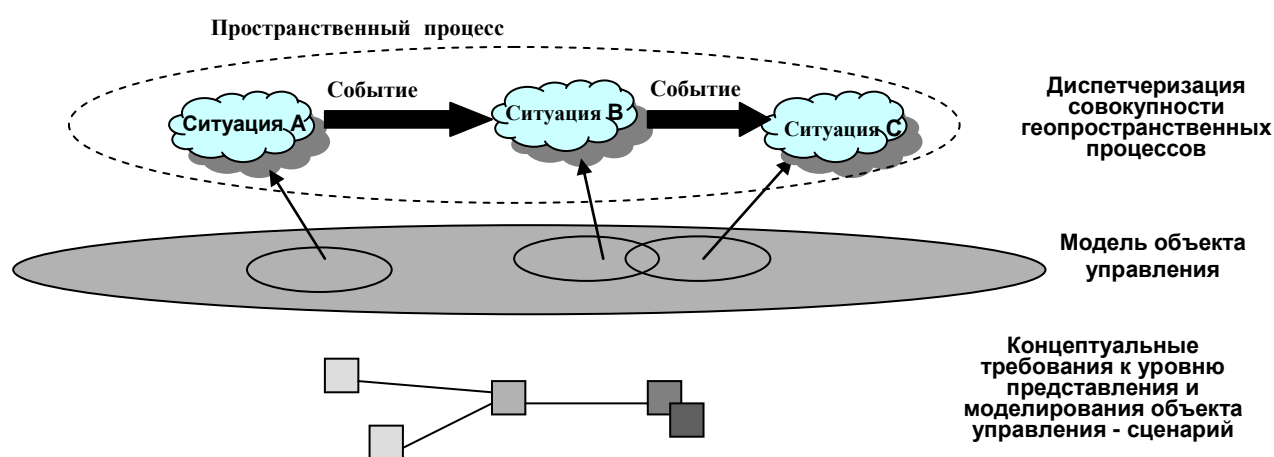 Пространственный процесс
Событие
Событие
Ситуация А
Ситуация В
Ситуация С
Диспетчеризация
совокупности
геопространственных
процессов
Модель объекта
управления
Концептуальные
требования к уровню
представления и
моделирования объекта
управления - сценарий